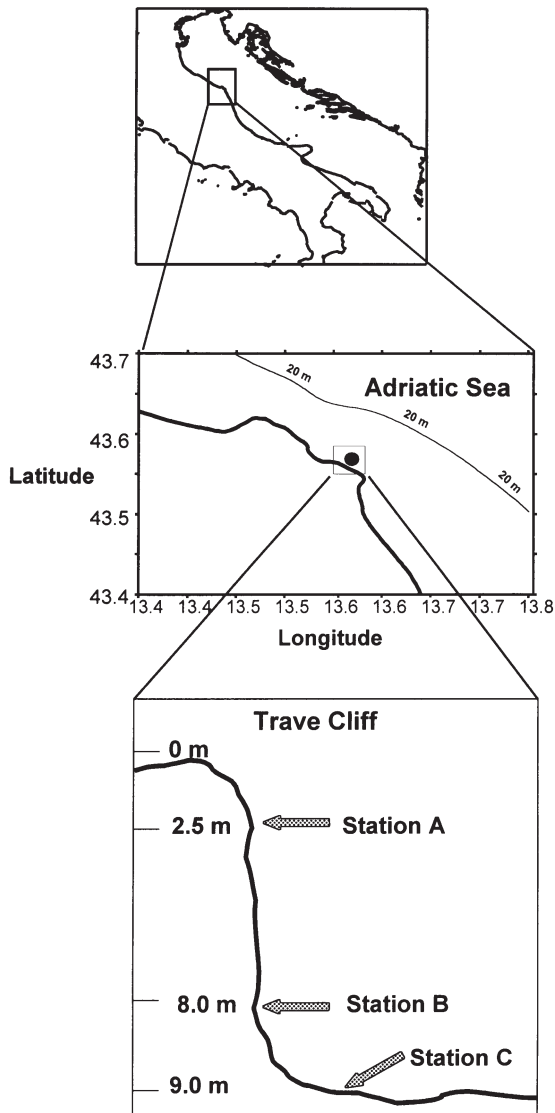 43.7
20 m
Adriatic Sea
20 m
43.6
Latitude
20 m
43.5
43.4
13.4 13.4 13.5 13.5 13.6 13.6 13.7 13.7 13.8
Longitude
Trave Cliff
0 m
2.5 m Station A
8.0 m Station B
Station C
9.0 m